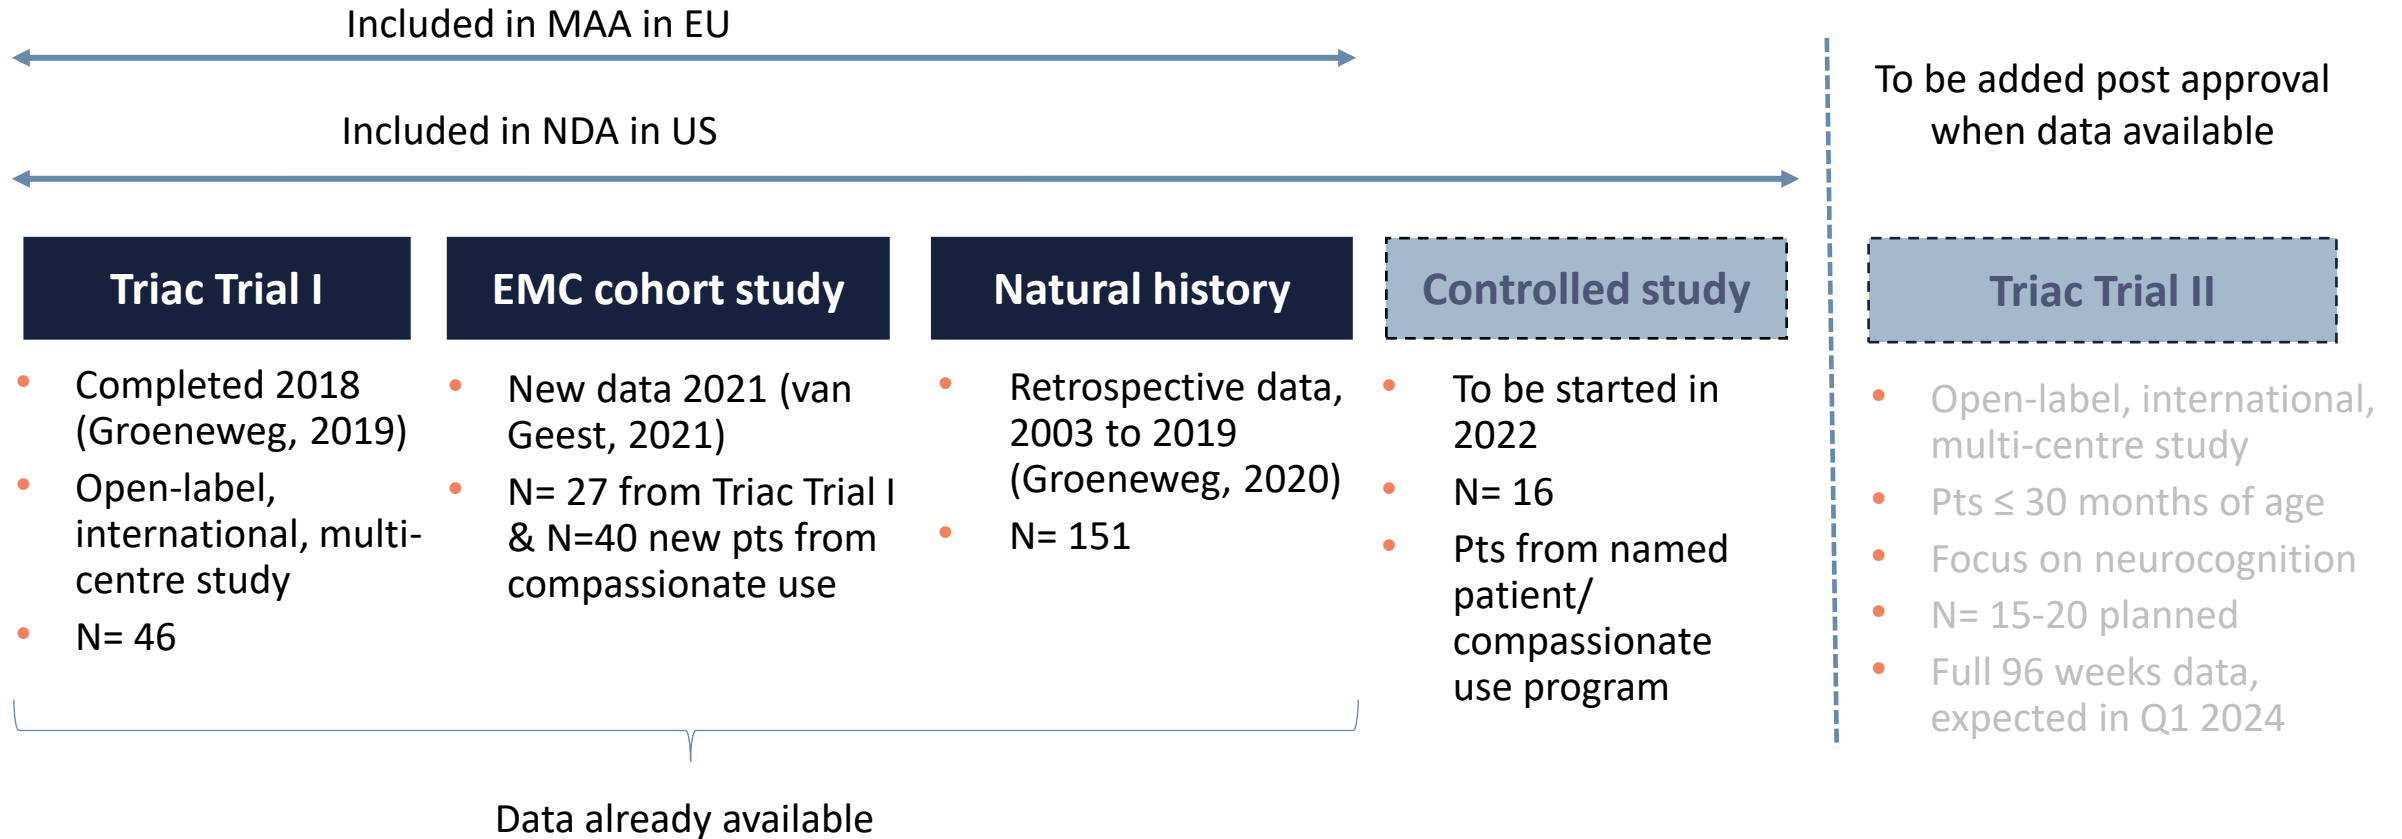 Included in MAA in EU
Included in NDA in US
To be added post approval
when data available
Triac Trial I
• Completed 2018
(Groeneweg, 2019)
• Open-label,
international, multi-
centre study
• N= 46
EMC cohort study
• New data 2021 (van
Geest, 2021)
• N= 27 from Triac Trial I
& N=40 new pts from
compassionate use
Natural history
• Retrospective data,
2003 to 2019
(Groeneweg, 2020)
• N= 151
Controlled study
• To be started in
2022
• N= 16
• Pts from named
patient/
compassionate
use program
Triac Trial II
• Open-label, international,
multi-centre study
• Pts ≤ 30 months of age
• Focus on neurocognition
• N= 15-20 planned
• Full 96 weeks data,
expected in Q1 2024
Data already available